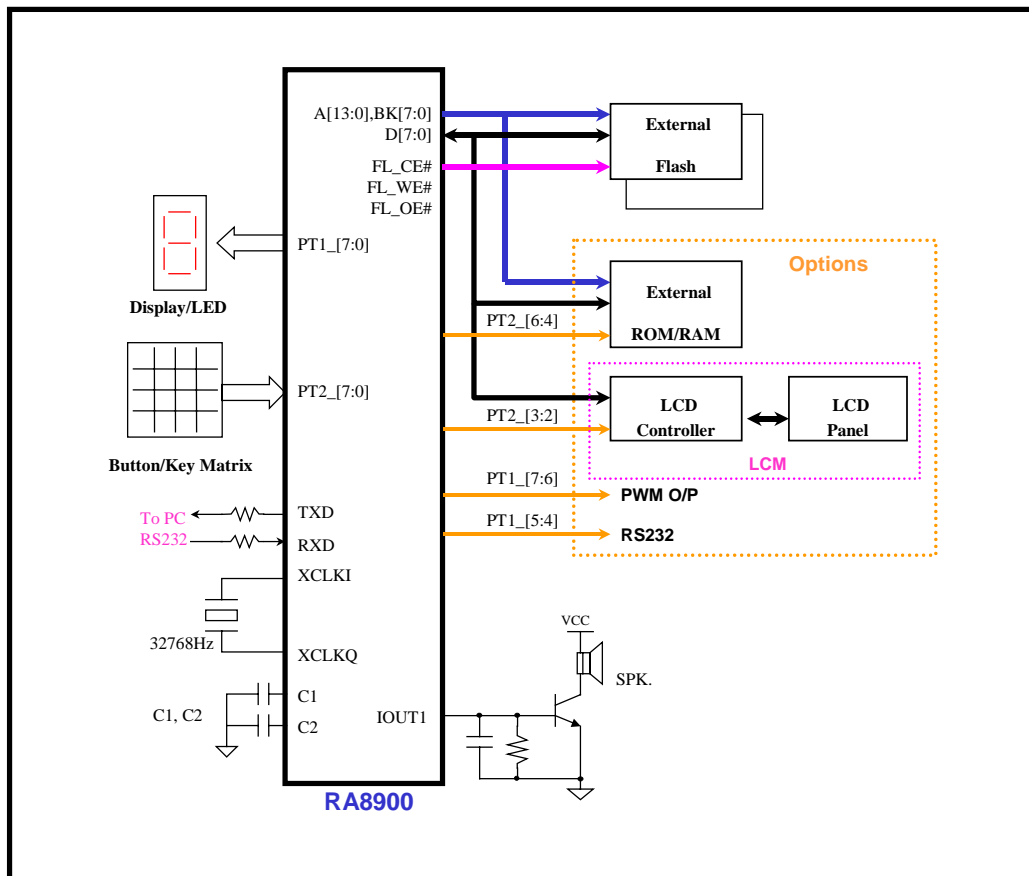 A[13:0],BK[7:0]
D[7:0]
FL_CE#
FL_WE#
FL_OE#
External
Flash
PT1_[7:0]
Display/LED
Options
External
ROM/RAM
PT2_[6:4]
PT2_[7:0]
Button/Key Matrix
PT2_[3:2]
LCD
Controller
LCD
Panel
LCM
PT1_[7:6]
PWM O/P
PT1_[5:4]
RS232
To PC
RS232
TXD
RXD
XCLKI
32768Hz
XCLKQ
C1
C1, C2
C2
IOUT1
VCC
SPK.
RA8900